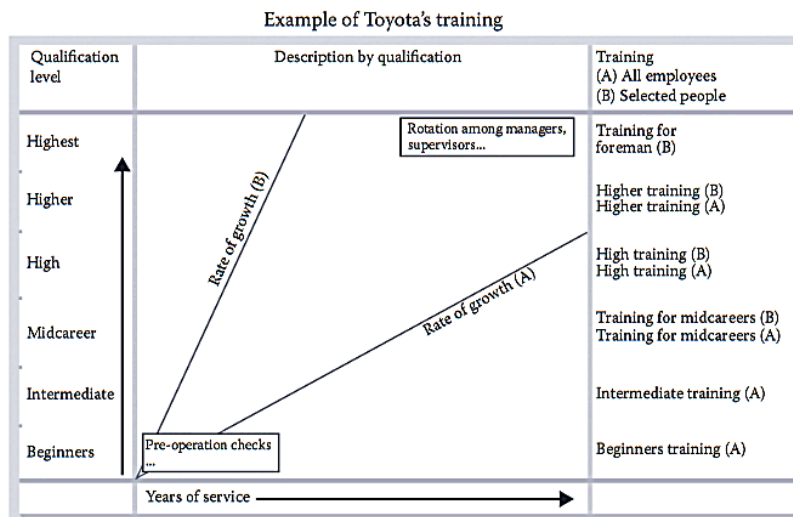 Example of Toyota's training
Qualification
level
Description by qualification
Training
(A) All employees
(B) Selected people
Highest
Rotation among managers,
supervisors...
Training for
foreman (B)
Higher
Higher training (B)
Higher training (A)
Rate of growth (B)
High
High training (B)
High training (A)
Rate of growth (A)
Midcareer
Training for midcareers (B)
Training for midcareers (A)
Intermediate
Intermediate training (A)
Beginners
Pre-operation checks
...
Beginners training (A)
Years of service